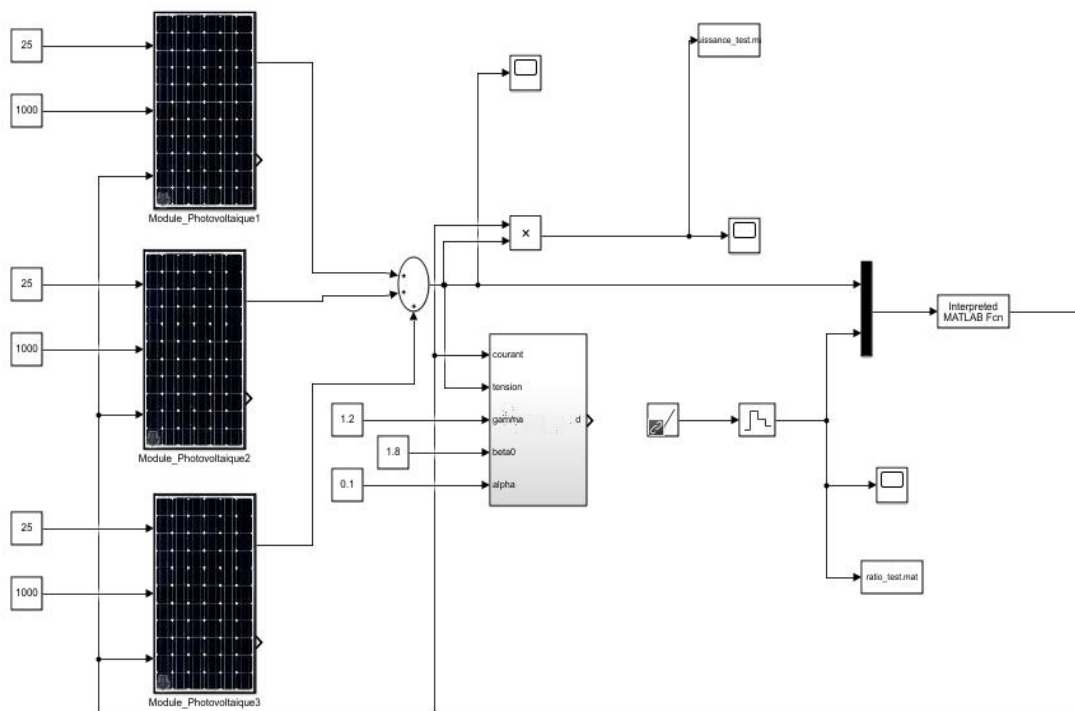 25
1000
Module_Photovoltaique1
25
1000
Module_Photovoltaique2
25
1000
Module_Photovoltaique3
uissance_test.m
×
+
+
+
courant
tension
gamma
beta0
alpha
d
1.2
1.8
0.1
Interpreted
MATLAB Fcn
ratio_test.mat